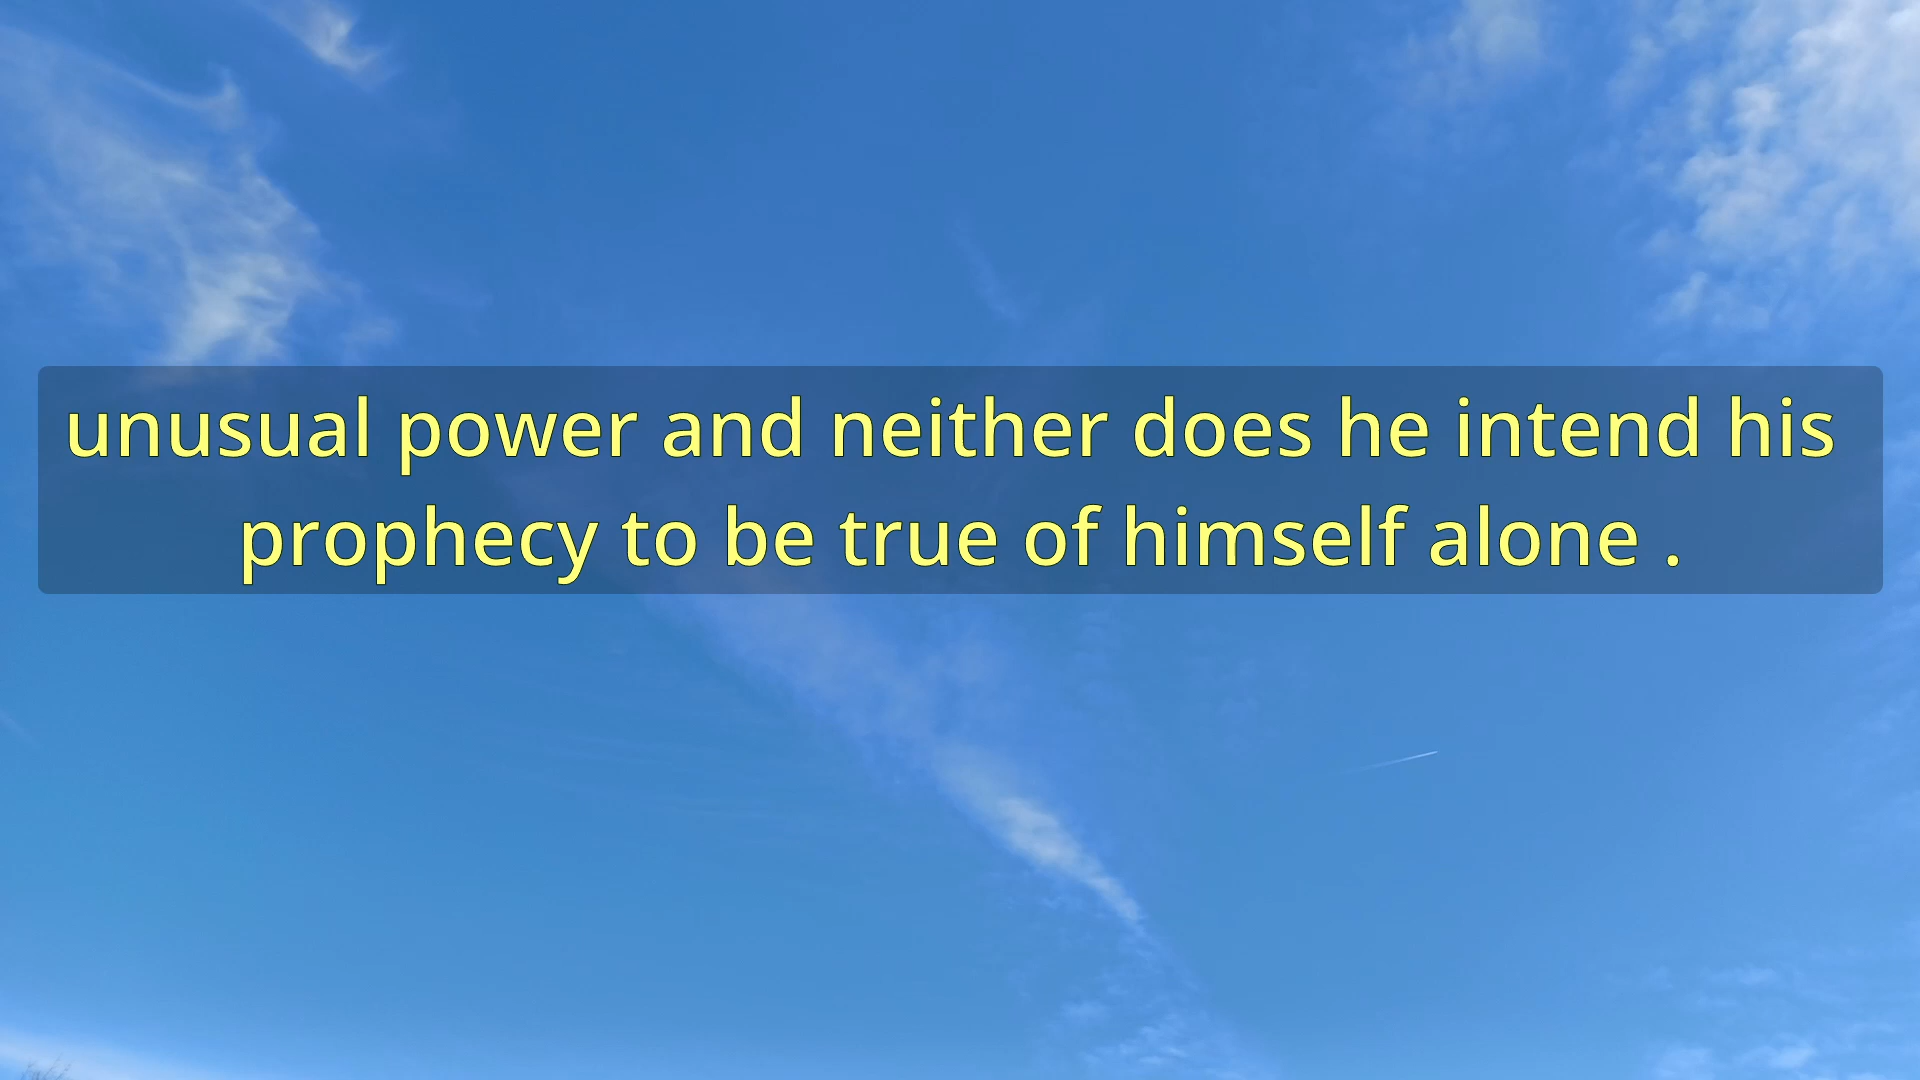 unusual power and neither does he intend his
prophecy to be true of himself alone .